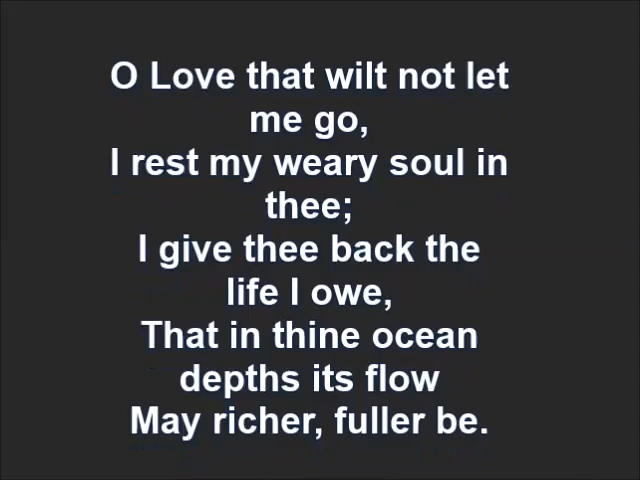 O Love that wilt not let
me go,
I rest my weary soul in
thee;
I give thee back the
life I owe,
That in thine ocean
depths its flow
May richer, fuller be.